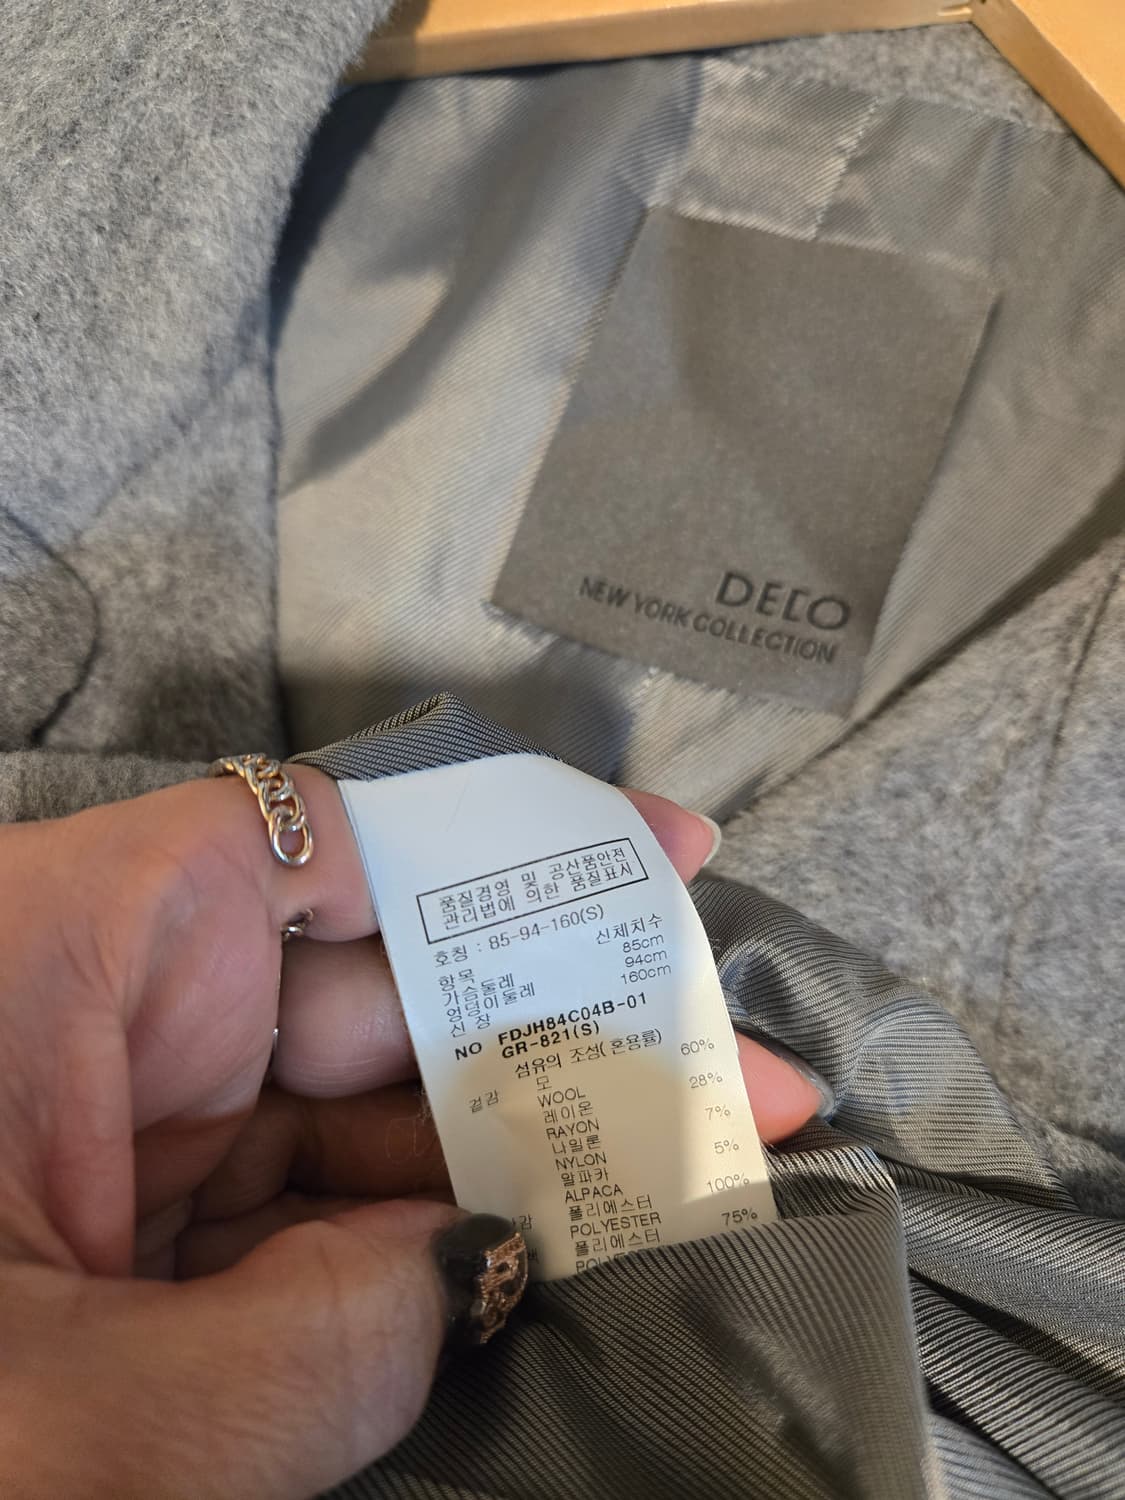 DECO
NEW YORK COLLECTION
품질경영 및 공산품안전
관리법에 의한 품질표시
호칭 : 85-94-160(S)
항목 신체치수
가슴둘레 85cm
엉덩이둘레 94cm
신 장 160cm
NO FDJH84C04B-01
GR-821(S)
섬유의 조성(혼용률)
겉감 모 60%
WOOL
레이온 28%
RAYON
나일론 7%
NYLON
알파카 5%
ALPACA
폴리에스터 100%
POLYESTER
폴리에스터 75%